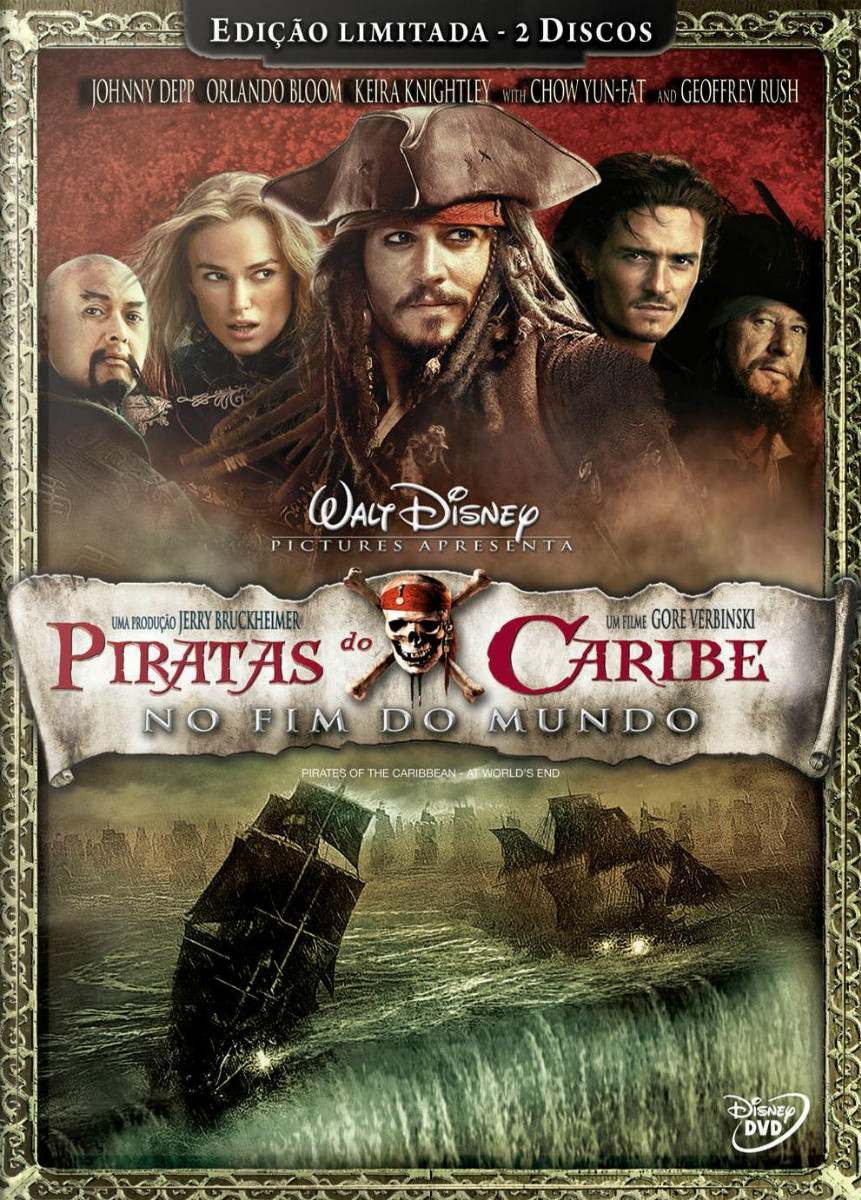 EDIÇÃO LIMITADA - 2 DISCOS
JOHNNY DEPP ORLANDO BLOOM KEIRA KNIGHTLEY WITH CHOW YUN-FAT AND GEOFFREY RUSH
WALT DISNEY
PICTURES APRESENTA
UMA PRODUÇÃO JERRY BRUCKHEIMER UM FILME GORE VERBINSKI
PIRATAS do CARIBE
NO FIM DO MUNDO
PIRATES OF THE CARIBBEAN - AT WORLD'S END
DISNEY
DVD